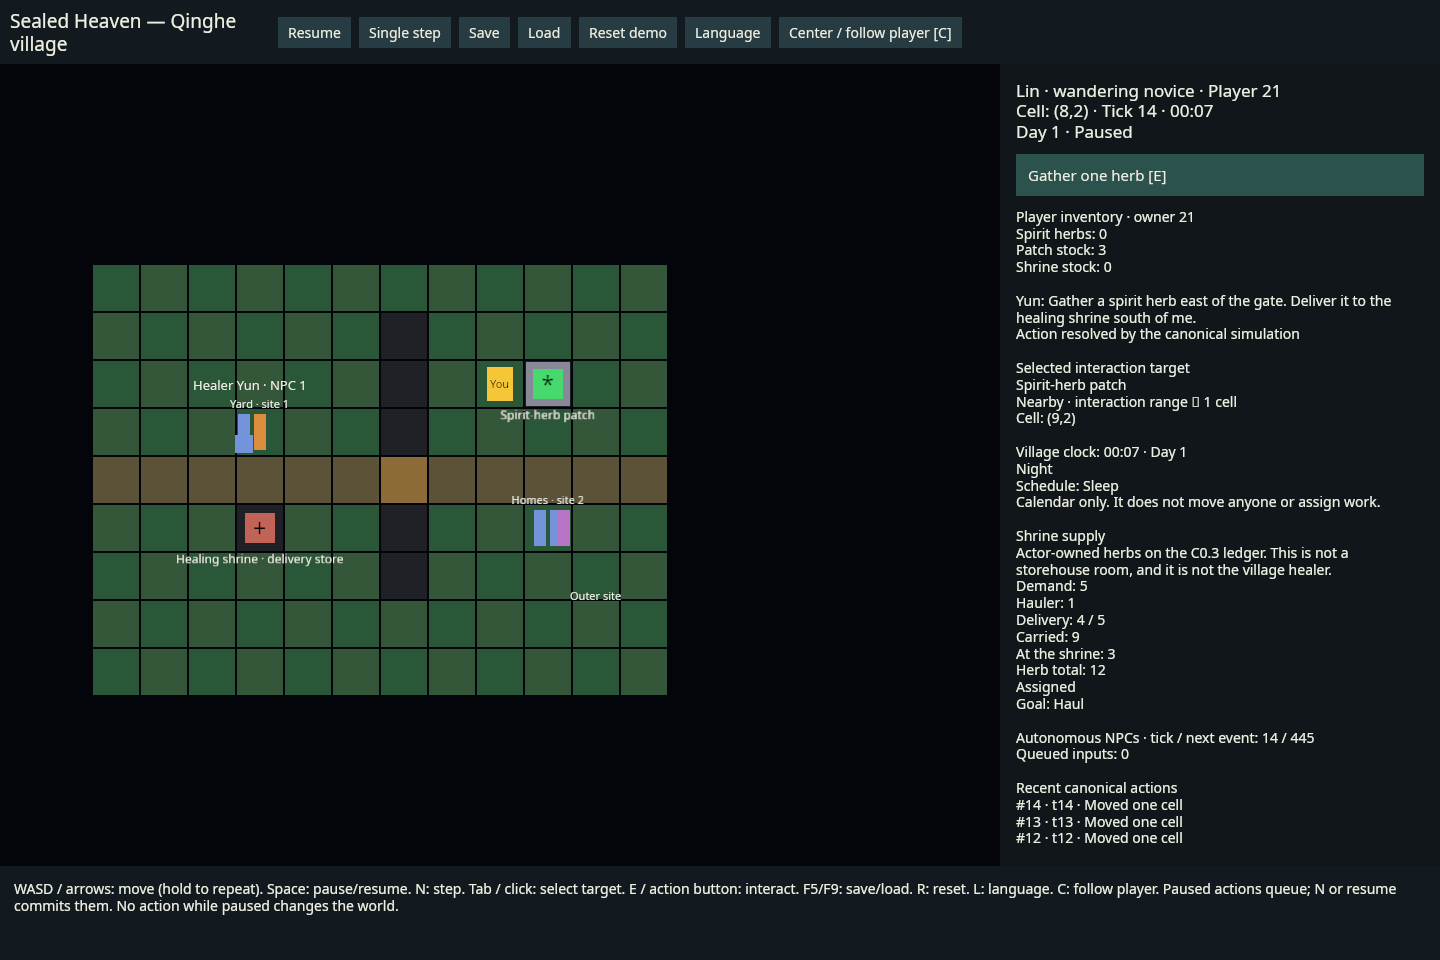 Sealed Heaven — Qinghe
village
Resume
Single step
Save
Load
Reset demo
Language
Center / follow player [C]
Lin · wandering novice · Player 21
Cell: (8,2) · Tick 14 · 00:07
Day 1 · Paused
Gather one herb [E]
Player inventory · owner 21
Spirit herbs: 0
Patch stock: 3
Shrine stock: 0
Yun: Gather a spirit herb east of the gate. Deliver it to the
healing shrine south of me.
Action resolved by the canonical simulation
Selected interaction target
Spirit-herb patch
Nearby · interaction range ▯ 1 cell
Cell: (9,2)
Village clock: 00:07 · Day 1
Night
Schedule: Sleep
Calendar only. It does not move anyone or assign work.
Shrine supply
Actor-owned herbs on the C0.3 ledger. This is not a
storehouse room, and it is not the village healer.
Demand: 5
Hauler: 1
Delivery: 4 / 5
Carried: 9
At the shrine: 3
Herb total: 12
Assigned
Goal: Haul
Autonomous NPCs · tick / next event: 14 / 445
Queued inputs: 0
Recent canonical actions
#14 · t14 · Moved one cell
#13 · t13 · Moved one cell
#12 · t12 · Moved one cell
Healer Yun · NPC 1
Yard · site 1
You
*
Spirit-herb patch
Homes · site 2
+
Healing shrine · delivery store
Outer site
WASD / arrows: move (hold to repeat). Space: pause/resume. N: step. Tab / click: select target. E / action button: interact. F5/F9: save/load. R: reset. L: language. C: follow player. Paused actions queue; N or resume
commits them. No action while paused changes the world.